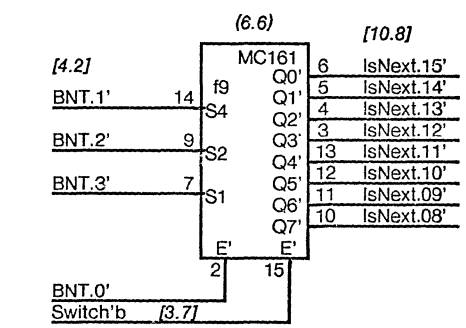 (6.6)
[10.8]
[4.2]
MC161
f9
BNT.1' 14 S4
BNT.2' 9 S2
BNT.3' 7 S1
Q0' 6 IsNext.15'
Q1' 5 IsNext.14'
Q2' 4 IsNext.13'
Q3' 3 IsNext.12'
Q4' 13 IsNext.11'
Q5' 12 IsNext.10'
Q6' 11 IsNext.09'
Q7' 10 IsNext.08'
E' E'
2 15
BNT.0'
Switch'b [3.7]